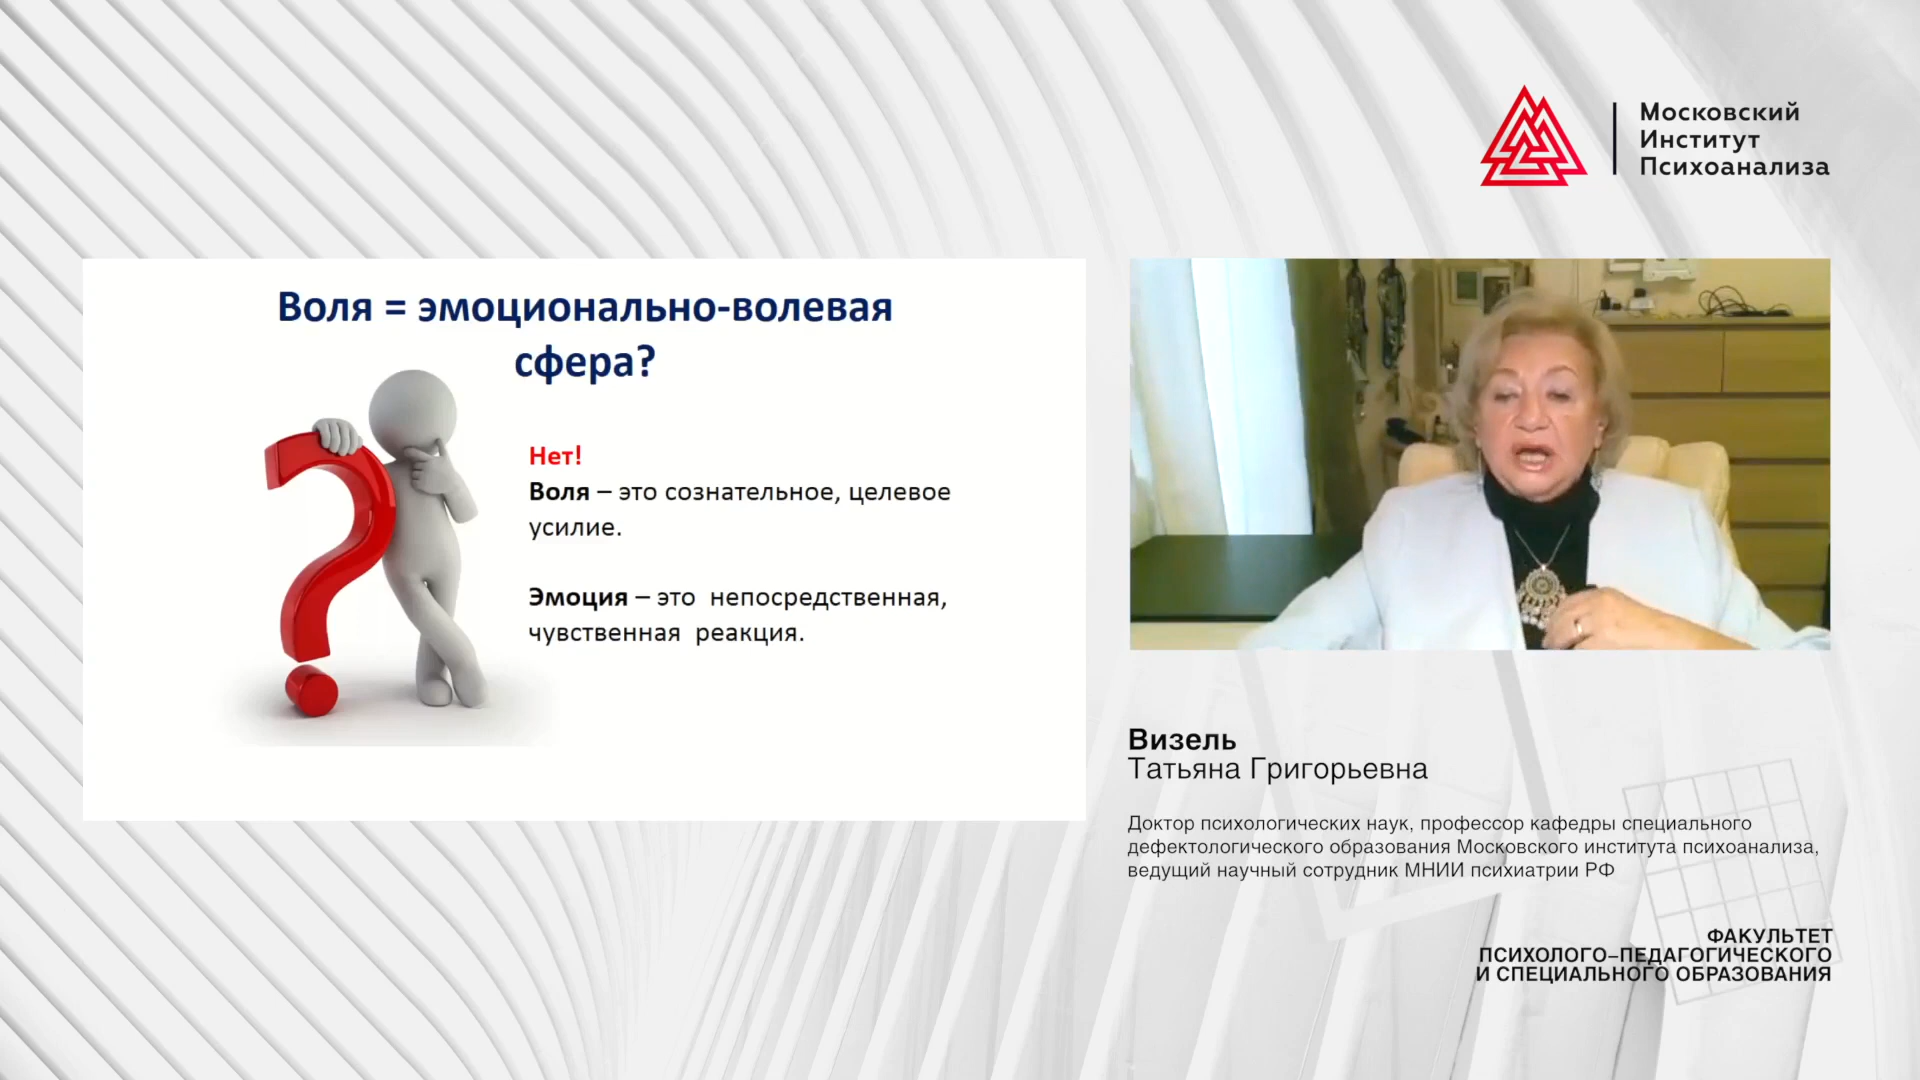 Московский
Институт
Психоанализа
Воля = эмоционально-волевая
сфера?
Нет!
Воля – это сознательное, целевое
усилие.
Эмоция – это непосредственная,
чувственная реакция.
Визель
Татьяна Григорьевна
Доктор психологических наук, профессор кафедры специального
дефектологического образования Московского института психоанализа,
ведущий научный сотрудник МНИИ психиатрии РФ
ФАКУЛЬТЕТ
ПСИХОЛОГО–ПЕДАГОГИЧЕСКОГО
И СПЕЦИАЛЬНОГО ОБРАЗОВАНИЯ